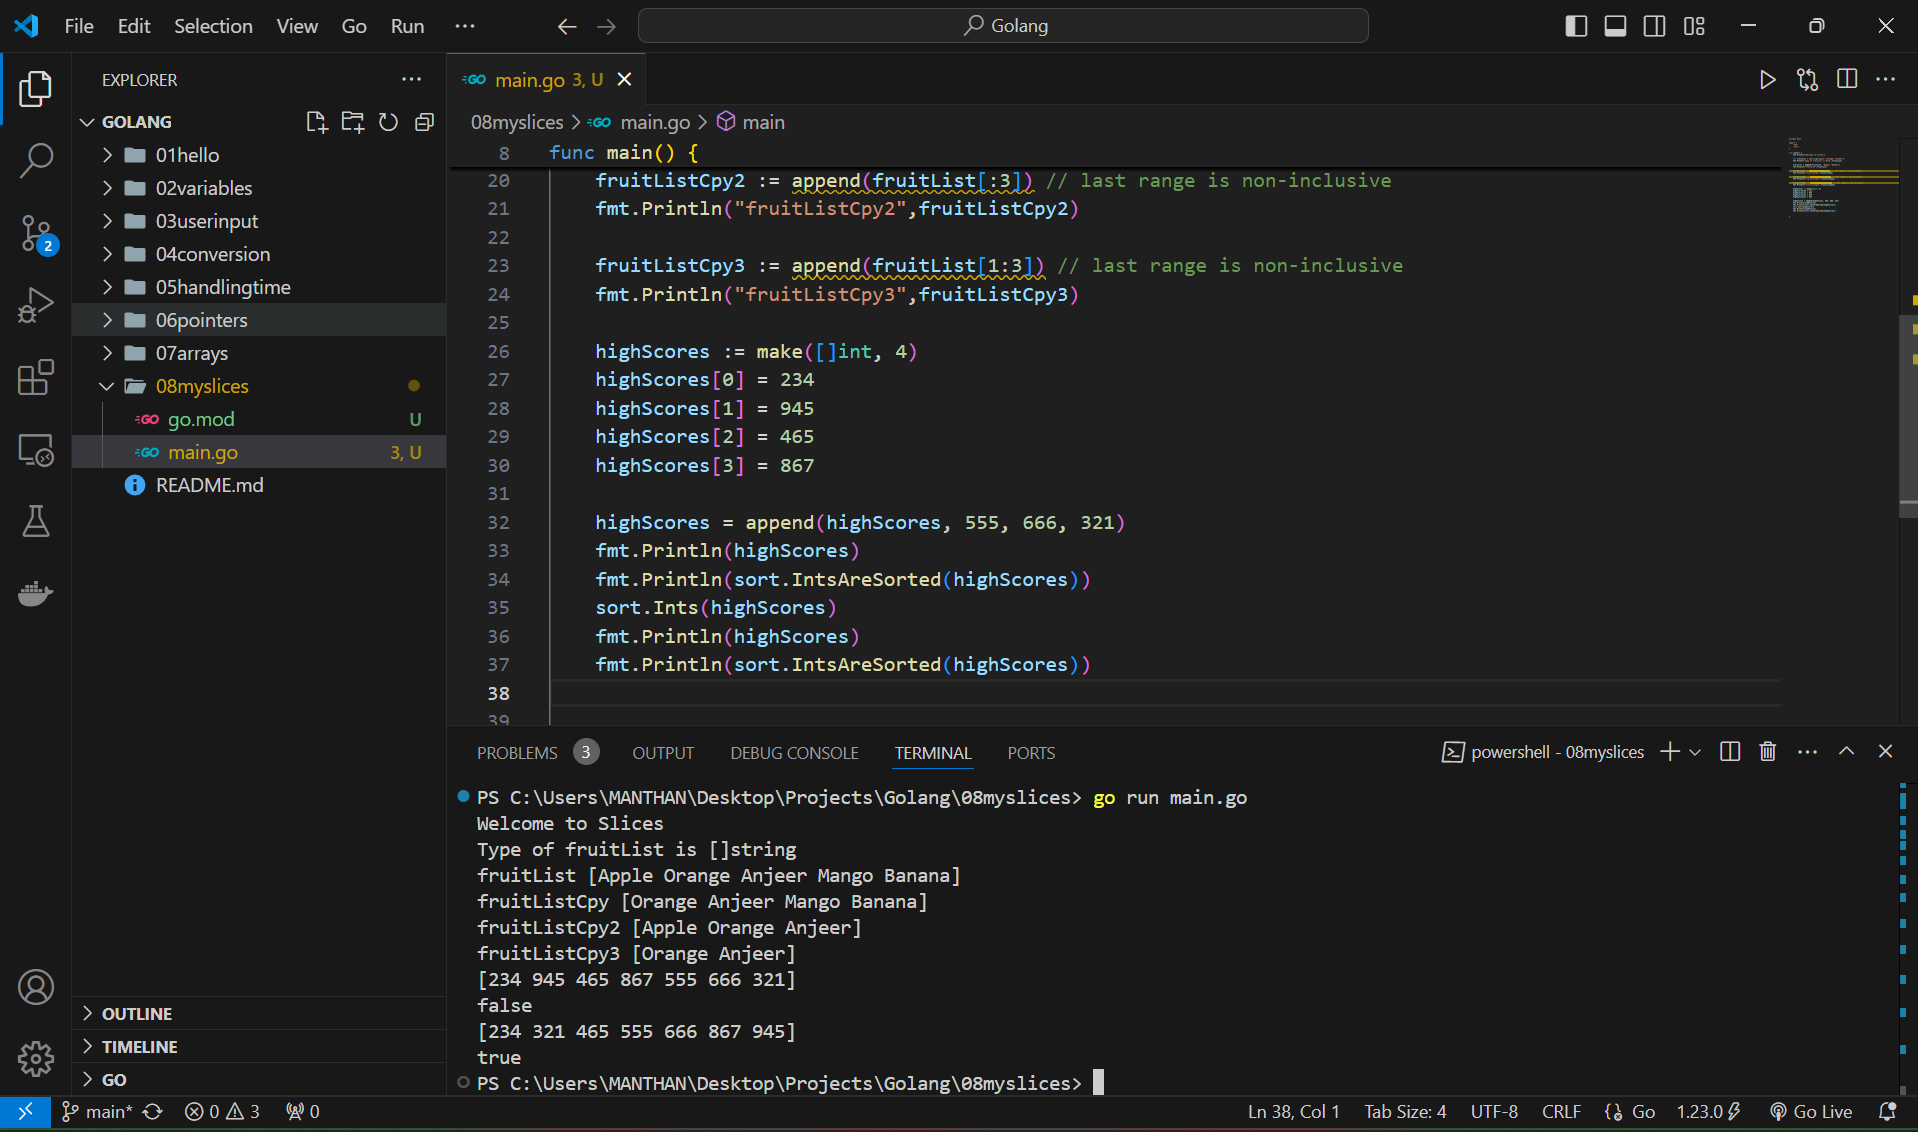 File Edit Selection View Go Run ··· Golang
EXPLORER
GOLANG
01hello
02variables
03userinput
04conversion
05handlingtime
06pointers
07arrays
08myslices
go.mod U
main.go 3, U
README.md
OUTLINE
TIMELINE
GO
2
main.go 3, U
08myslices > main.go > main
8 func main() {
20 fruitListCpy2 := append(fruitList[:3]) // last range is non-inclusive
21 fmt.Println("fruitListCpy2",fruitListCpy2)
22
23 fruitListCpy3 := append(fruitList[1:3]) // last range is non-inclusive
24 fmt.Println("fruitListCpy3",fruitListCpy3)
25
26 highScores := make([]int, 4)
27 highScores[0] = 234
28 highScores[1] = 945
29 highScores[2] = 465
30 highScores[3] = 867
31
32 highScores = append(highScores, 555, 666, 321)
33 fmt.Println(highScores)
34 fmt.Println(sort.IntsAreSorted(highScores))
35 sort.Ints(highScores)
36 fmt.Println(highScores)
37 fmt.Println(sort.IntsAreSorted(highScores))
38
39
PROBLEMS 3 OUTPUT DEBUG CONSOLE TERMINAL PORTS powershell - 08myslices
PS C:\Users\MANTHAN\Desktop\Projects\Golang\08myslices> go run main.go
Welcome to Slices
Type of fruitList is []string
fruitList [Apple Orange Anjeer Mango Banana]
fruitListCpy [Orange Anjeer Mango Banana]
fruitListCpy2 [Apple Orange Anjeer]
fruitListCpy3 [Orange Anjeer]
[234 945 465 867 555 666 321]
false
[234 321 465 555 666 867 945]
true
PS C:\Users\MANTHAN\Desktop\Projects\Golang\08myslices>
main* 0 3 0 Ln 38, Col 1 Tab Size: 4 UTF-8 CRLF Go 1.23.0 Go Live